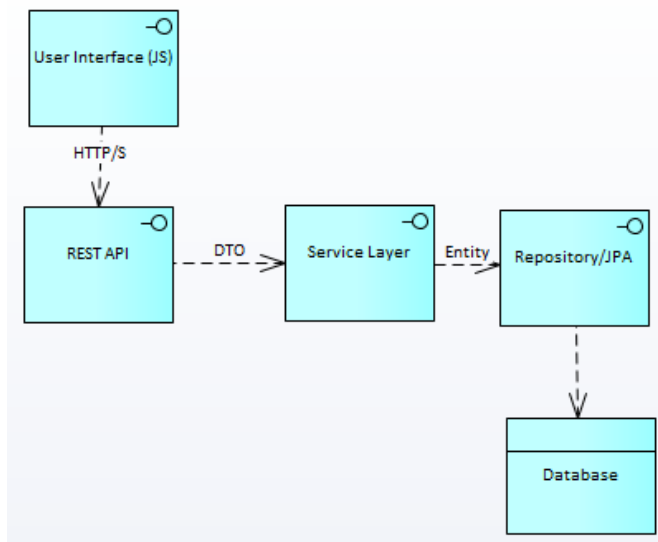 User Interface (JS)
HTTP/S
REST API
DTO
Service Layer
Entity
Repository/JPA
Database